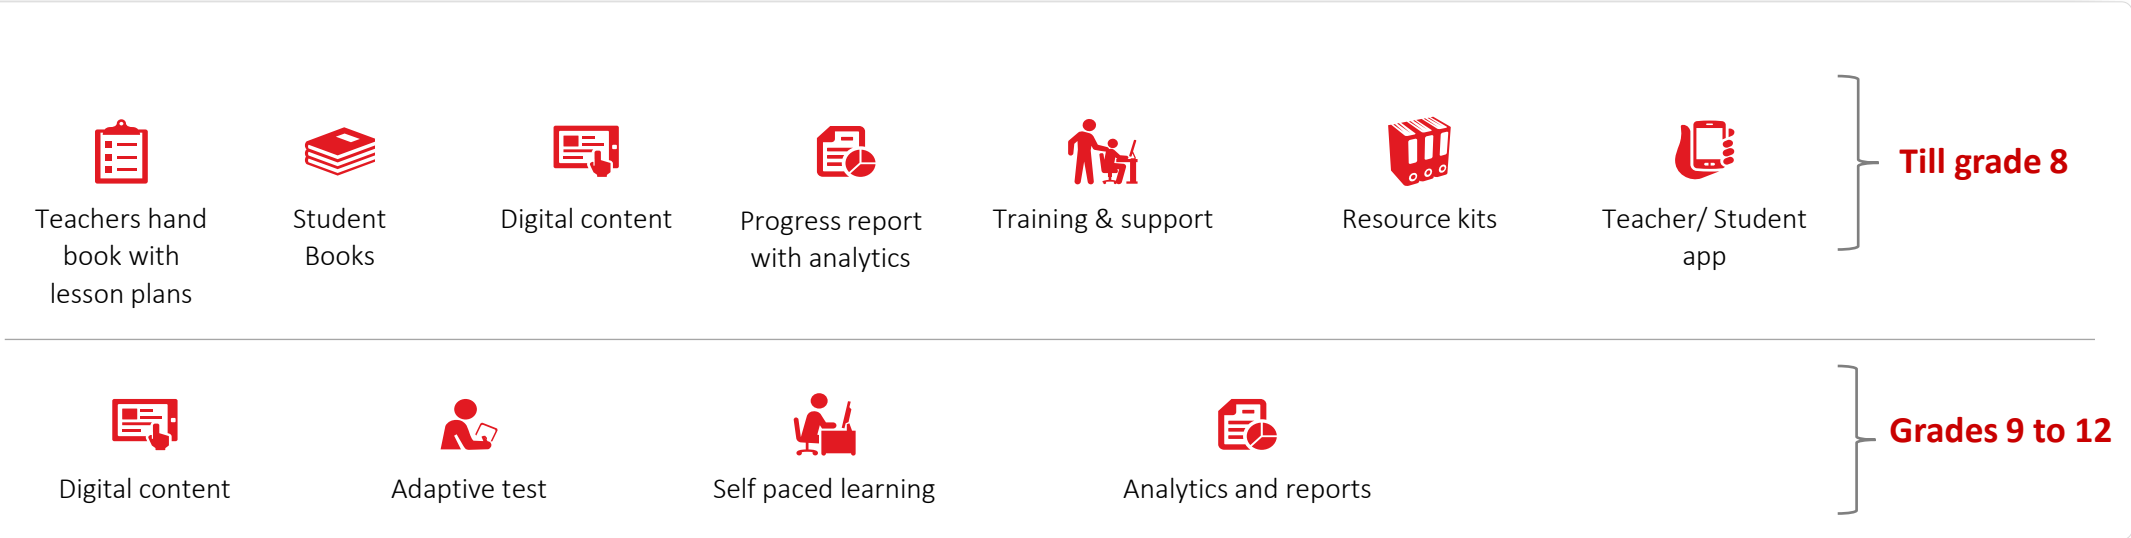 Teachers hand
book with
lesson plans
Student
Books
Digital content
Progress report
with analytics
Training & support
Resource kits
Teacher/ Student
app
Till grade 8
Digital content
Adaptive test
Self paced learning
Analytics and reports
Grades 9 to 12